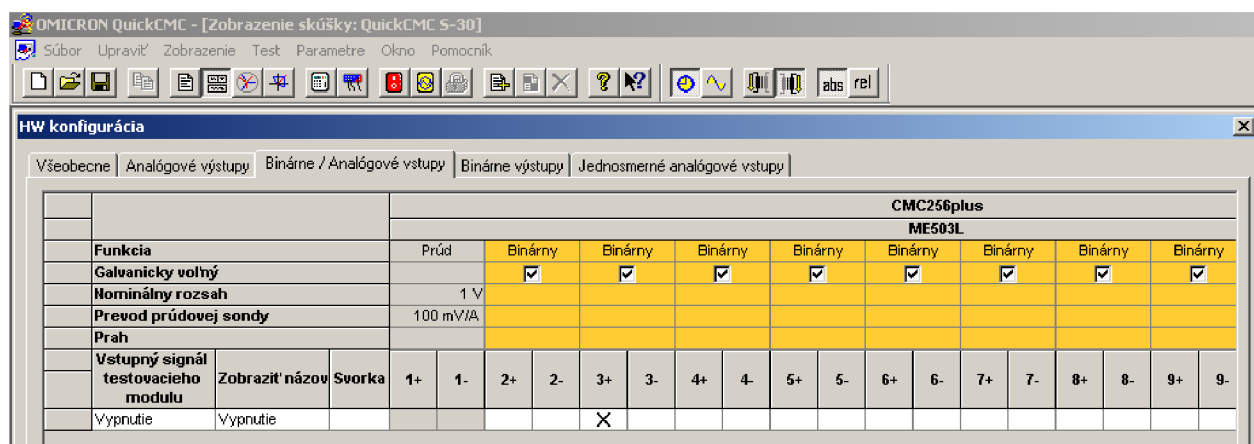 OMICRON QuickCMC - [Zobrazenie skúšky: QuickCMC S-30]
Súbor Upraviť Zobrazenie Test Parametre Okno Pomocník
abs rel
HW konfigurácia
Všeobecne Analógové výstupy Binárne / Analógové vstupy Binárne výstupy Jednosmerné analógové vstupy
CMC256plus
ME503L
Funkcia Prúd Binárny Binárny Binárny Binárny Binárny Binárny Binárny Binárny
Galvanicky voľný
Nominálny rozsah 1 V
Prevod prúdovej sondy 100 mV/A
Prah
Vstupný signál testovacieho modulu Zobraziť názov Svorka 1+ 1- 2+ 2- 3+ 3- 4+ 4- 5+ 5- 6+ 6- 7+ 7- 8+ 8- 9+ 9-
Vypnutie Vypnutie X